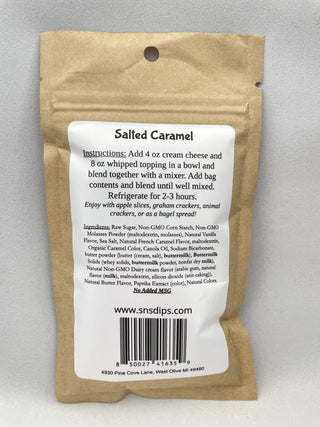 Salted Caramel
Instructions: Add 4 oz cream cheese and
8 oz whipped topping in a bowl and
blend together with a mixer. Add bag
contents and blend until well mixed.
Refrigerate for 2-3 hours.
Enjoy with apple slices, graham crackers, animal
crackers, or as a bagel spread!
Ingredients: Raw Sugar, Non-GMO Corn Starch, Non-GMO
Molasses Powder (maltodextrin, molasses), Natural Vanilla
Flavor, Sea Salt, Natural French Caramel Flavor, maltodextrin,
Organic Caramel Color, Canola Oil, Sodium Bicarbonate,
butter powder (butter (cream, salt), buttermilk), Buttermilk
Solids (whey solids, buttermilk powder, nonfat dry milk),
Natural Non-GMO Dairy cream flavor (arabic gum, natural
flavor (milk), maltodextrin, silicon dioxide (anti-caking)),
Natural Butter Flavor, Paprika Extract (color), Natural Colors.
No Added MSG
www.snsdips.com
8 50027 41635 9
4930 Pine Cove Lane, West Olive MI 49460